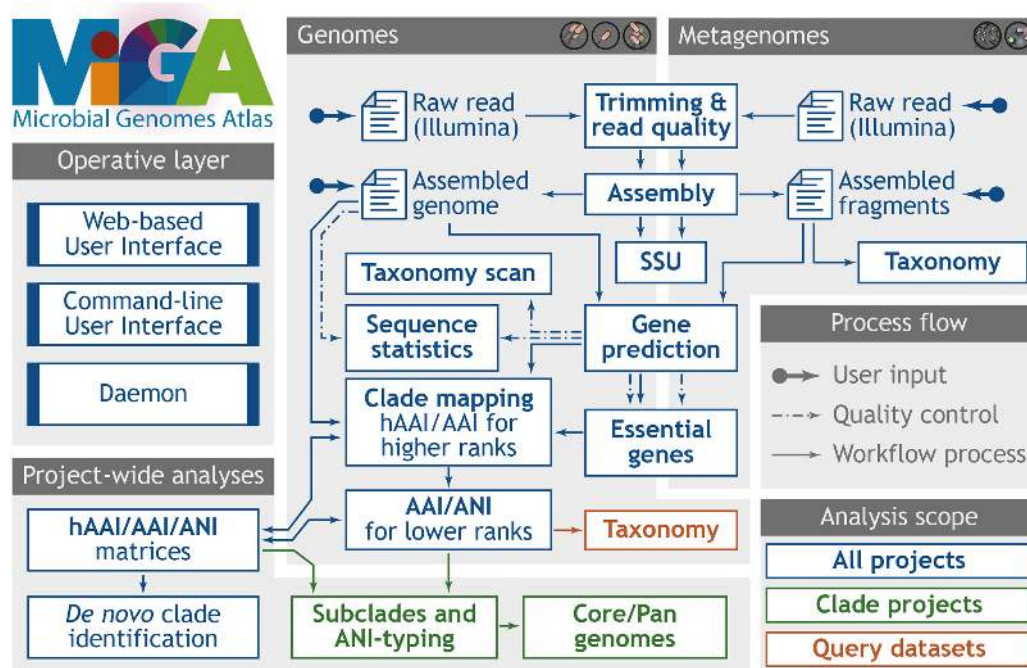 MiGA
Microbial Genomes Atlas
Genomes
Metagenomes
Raw read
(Illumina)
Trimming &
read quality
Raw read
(Illumina)
Operative layer
Web-based
User Interface
Command-line
User Interface
Daemon
Assembled
genome
Assembly
Assembled
fragments
SSU
Taxonomy
Taxonomy scan
Sequence
statistics
Gene
prediction
Clade mapping
hAAI/AAI for
higher ranks
Essential
genes
Process flow
User input
Quality control
Workflow process
Project-wide analyses
hAAI/AAI/ANI
matrices
De novo clade
identification
AAI/ANI
for lower ranks
Taxonomy
Subclades and
ANI-typing
Core/Pan
genomes
Analysis scope
All projects
Clade projects
Query datasets